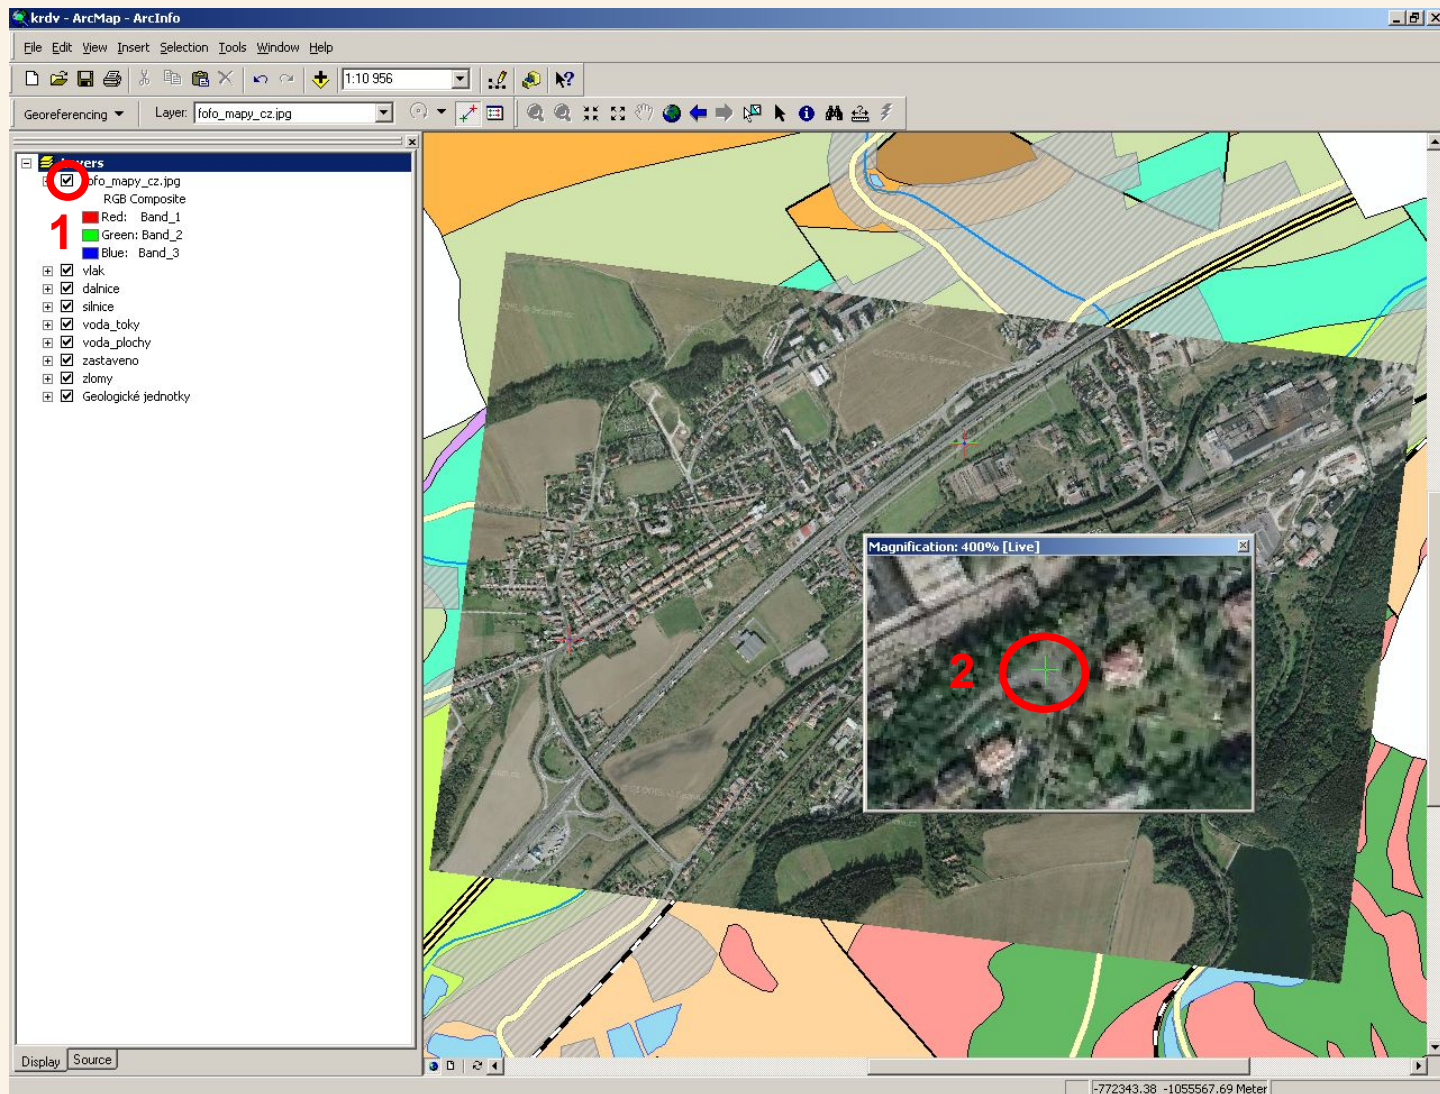 krdv - ArcMap - ArcInfo
File Edit View Insert Selection Tools Window Help
1:10 956
Georeferencing Layer: fofo_mapy_cz.jpg
Layers
fofo_mapy_cz.jpg
RGB Composite
1
Red: Band_1
Green: Band_2
Blue: Band_3
vlak
dalnice
silnice
voda_toky
voda_plochy
zastaveno
zlomy
Geologické jednotky
Magnification: 400% [Live]
2
Display Source
-772343.38 -1055567.69 Meter